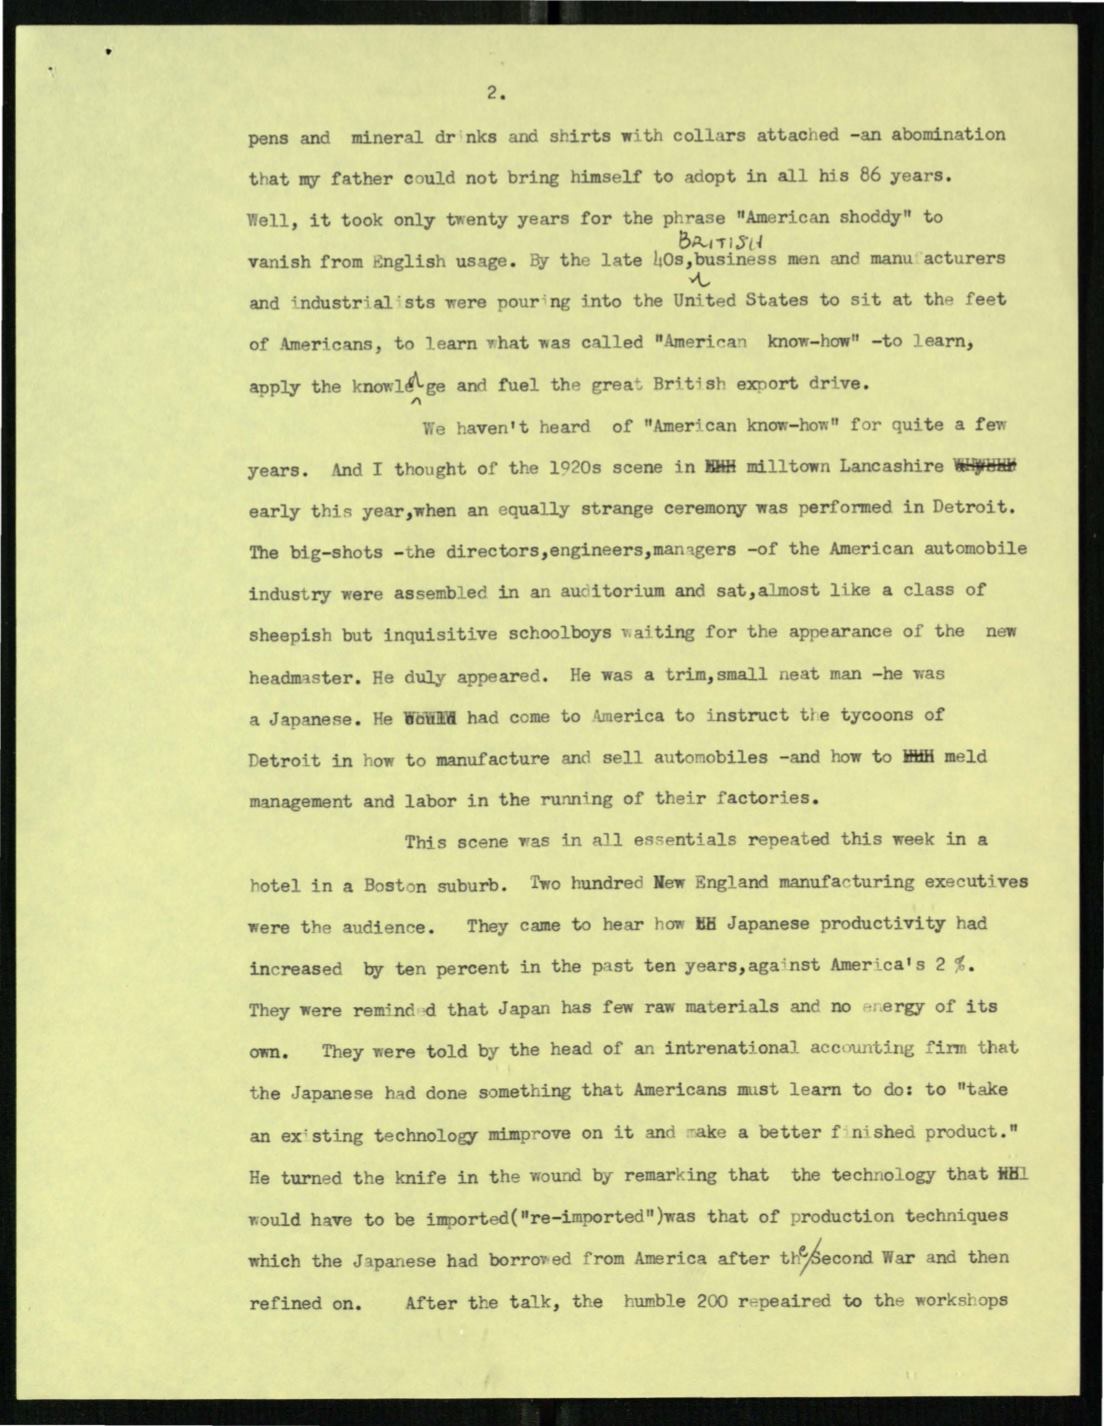 2.
pens and mineral drinks and shirts with collars attached -an abomination
that my father could not bring himself to adopt in all his 86 years.
Well, it took only twenty years for the phrase "American shoddy" to
BRITISH
vanish from English usage. By the late 40s,business men and manufacturers
and industrialists were pouring into the United States to sit at the feet
of Americans, to learn what was called "American know-how" -to learn,
apply the knowledge and fuel the great British export drive.
We haven't heard of "American know-how" for quite a few
years. And I thought of the 1920s scene in milltown Lancashire
early this year,when an equally strange ceremony was performed in Detroit.
The big-shots -the directors,engineers,managers -of the American automobile
industry were assembled in an auditorium and sat,almost like a class of
sheepish but inquisitive schoolboys waiting for the appearance of the new
headmaster. He duly appeared. He was a trim,small neat man -he was
a Japanese. He would had come to America to instruct the tycoons of
Detroit in how to manufacture and sell automobiles -and how to meld
management and labor in the running of their factories.
This scene was in all essentials repeated this week in a
hotel in a Boston suburb. Two hundred New England manufacturing executives
were the audience. They came to hear how Japanese productivity had
increased by ten percent in the past ten years,against America's 2 %.
They were reminded that Japan has few raw materials and no energy of its
own. They were told by the head of an intrenational accounting firm that
the Japanese had done something that Americans must learn to do: to "take
an existing technology mimprove on it and make a better finished product."
He turned the knife in the wound by remarking that the technology that
would have to be imported("re-imported")was that of production techniques
which the Japanese had borrowed from America after the/Second War and then
refined on. After the talk, the humble 200 repeaired to the workshops